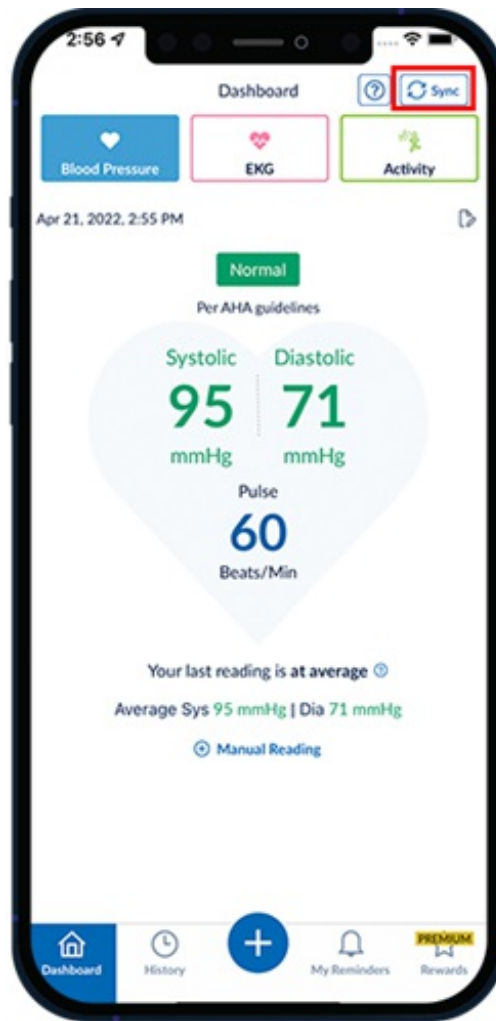 2:56
Dashboard
Sync
Blood Pressure
EKG
Activity
Apr 21, 2022, 2:55 PM
Normal
Per AHA guidelines
Systolic Diastolic
95 71
mmHg mmHg
Pulse
60
Beats/Min
Your last reading is at average
Average Sys 95 mmHg | Dia 71 mmHg
Manual Reading
PREMIUM
Dashboard
History
My Reminders
Rewards